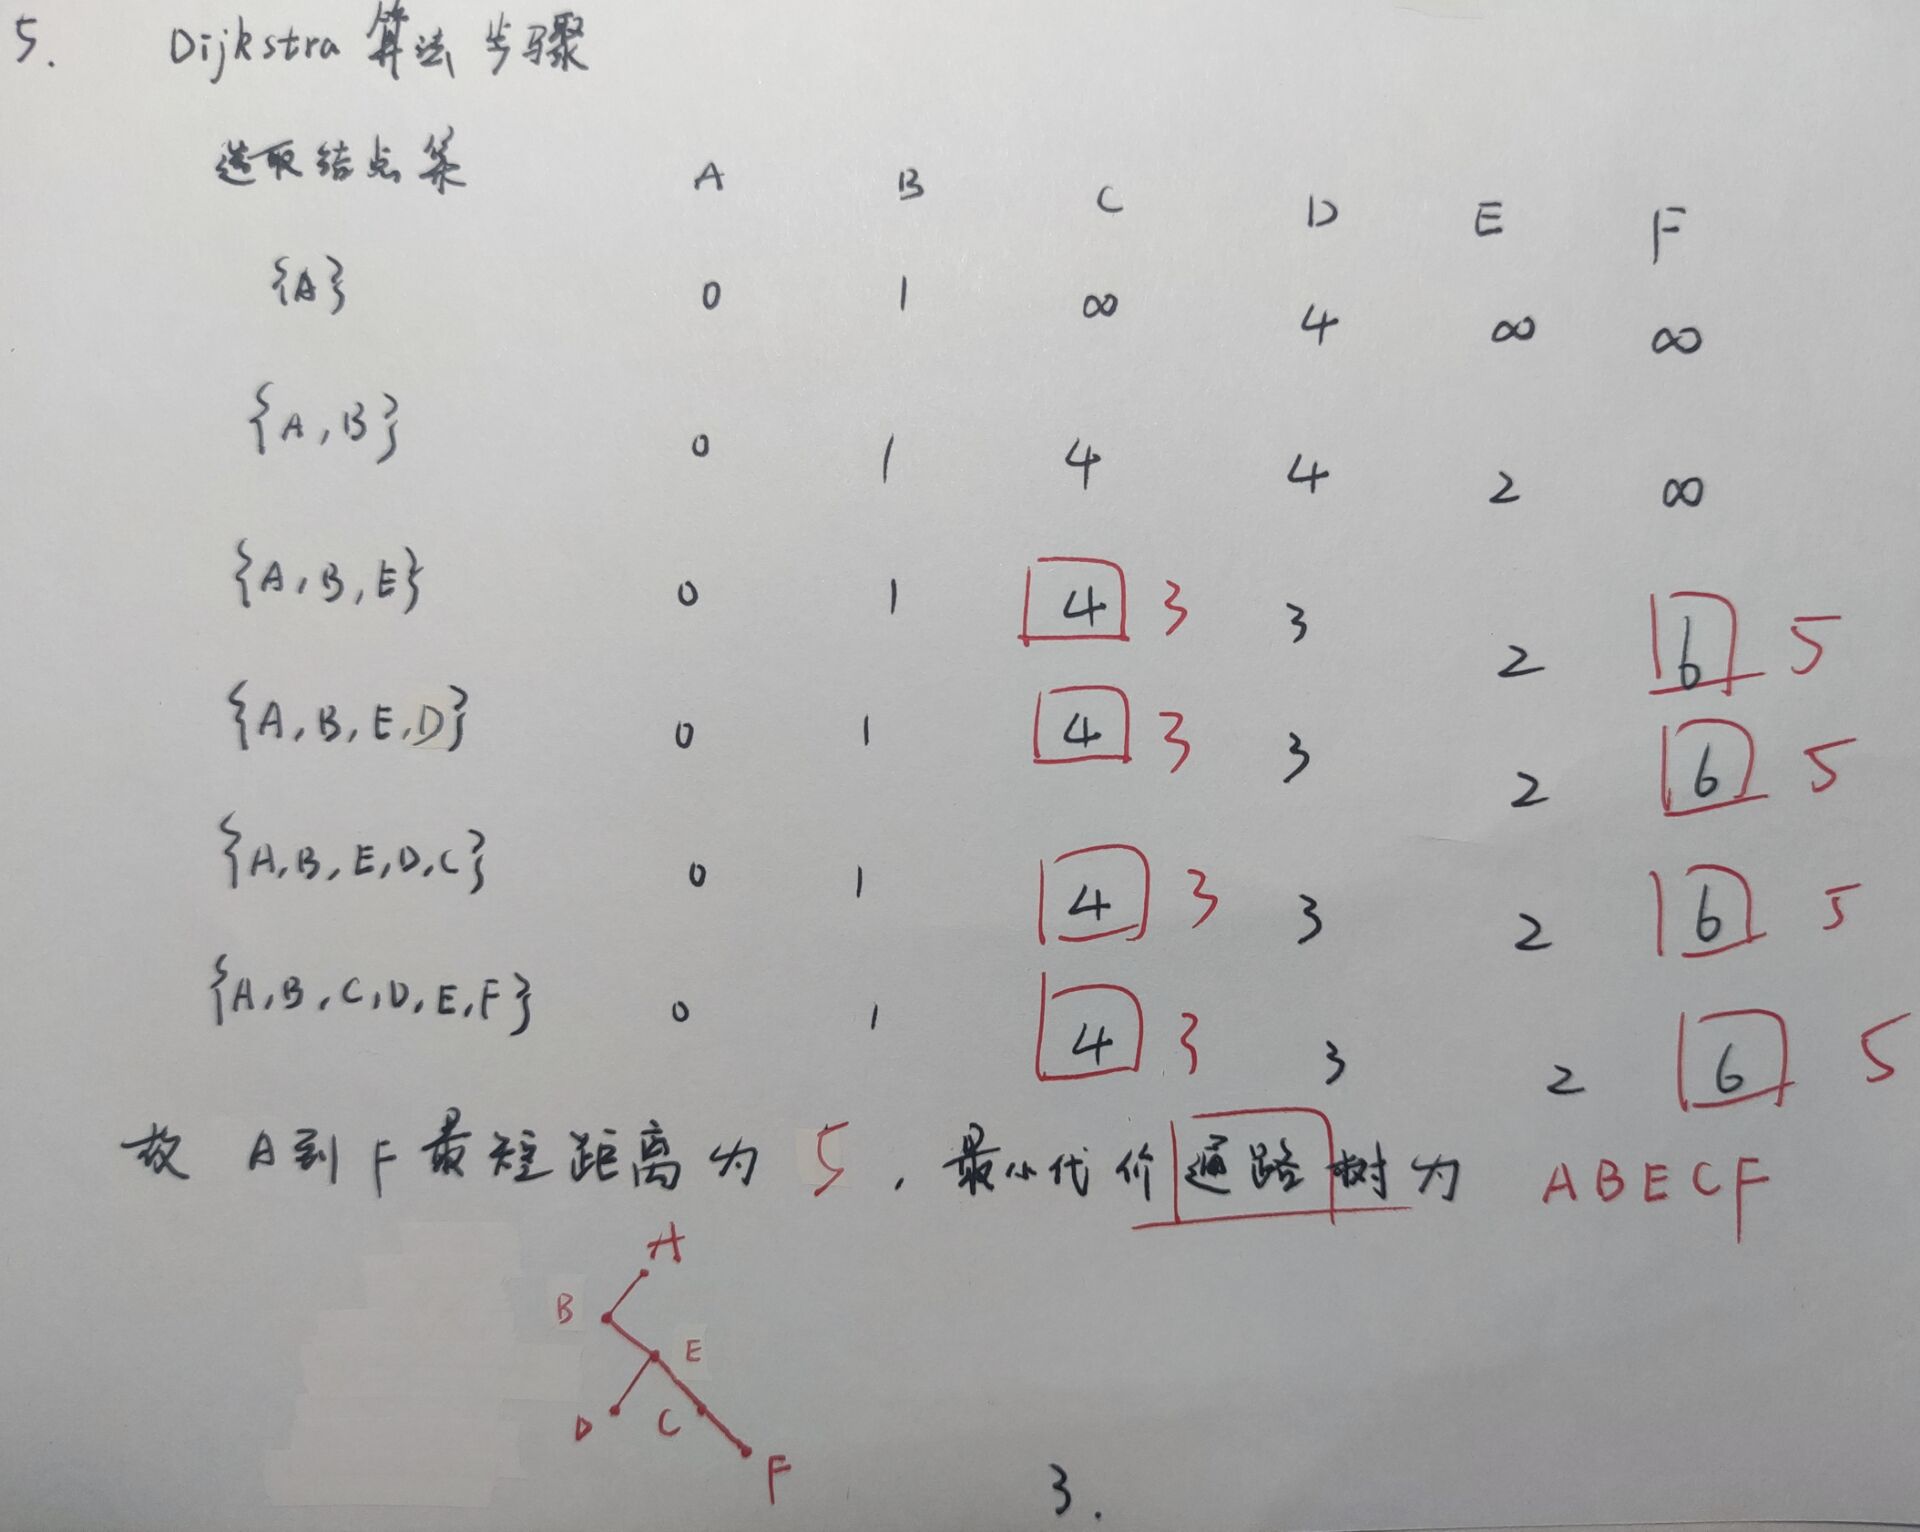 5. Dijkstra 算法步骤
选取结点集 A B C D E F
{A} 0 1 ∞ 4 ∞ ∞
{A,B} 0 1 4 4 2 ∞
{A,B,E} 0 1 4 3 3 2 6 5
{A,B,E,D} 0 1 4 3 3 2 6 5
{A,B,E,D,C} 0 1 4 3 3 2 6 5
{A,B,C,D,E,F} 0 1 4 3 3 2 6 5
故 A到F最短距离为5,最小代价通路树为 ABECF
A
B
E
D C
F
3.